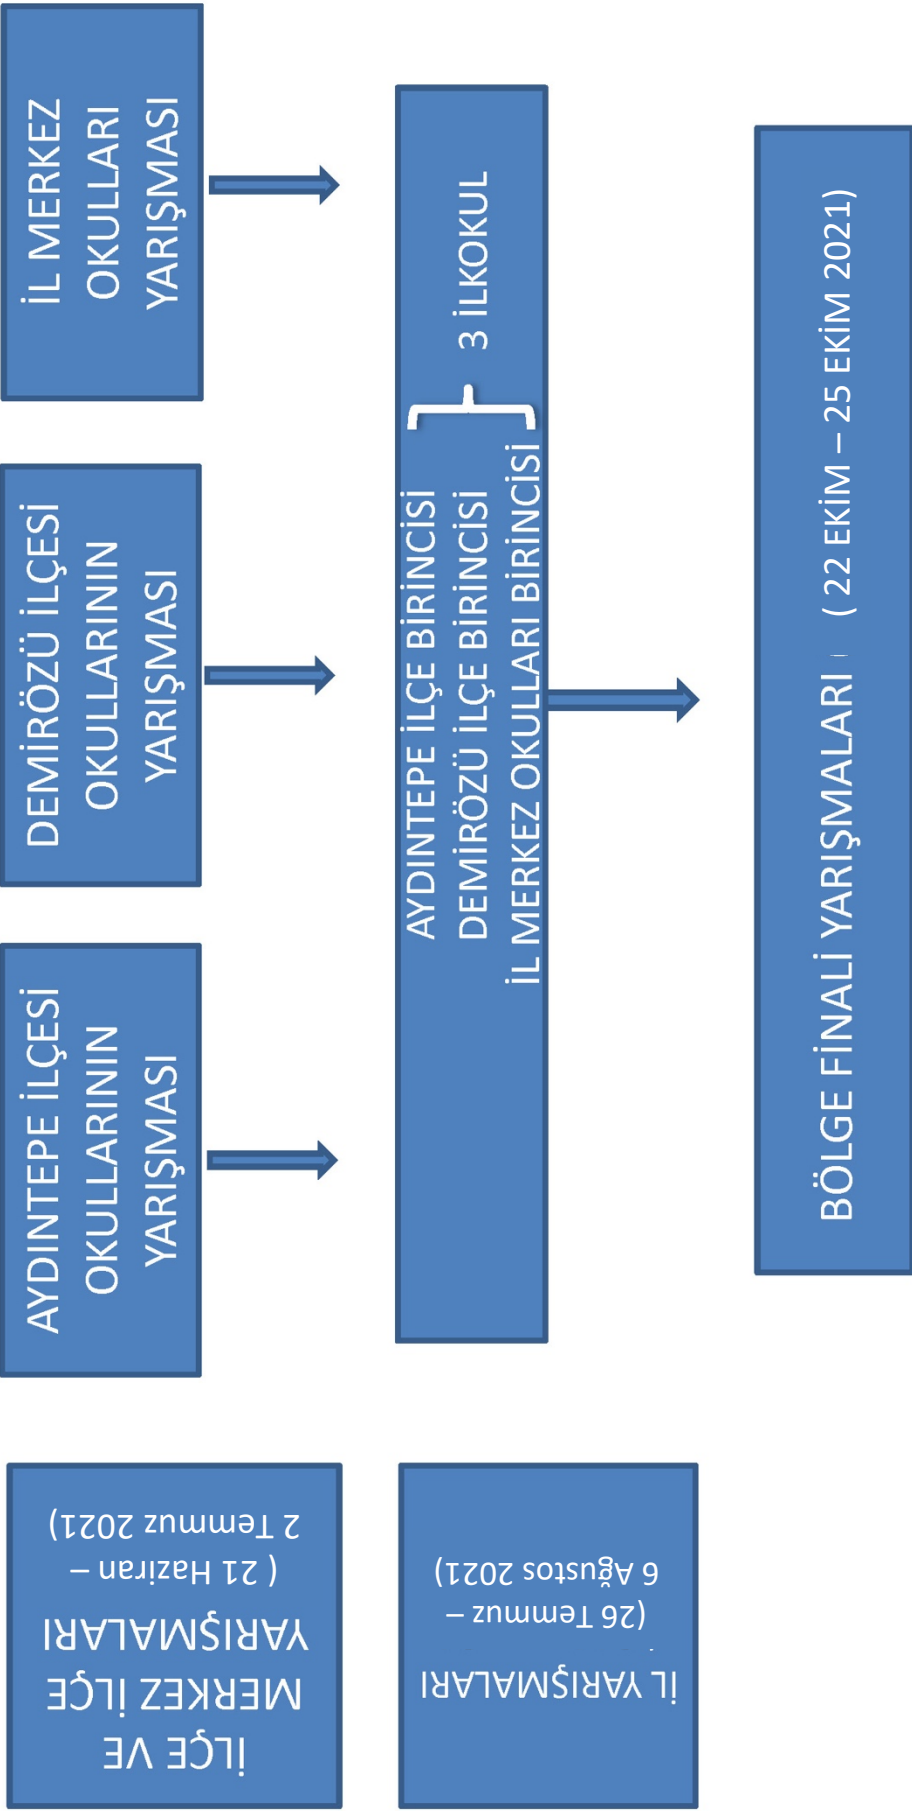 İLÇE VE
MERKEZ İLÇE
YARIŞMALARI
( 21 Haziran –
2 Temmuz 2021)
AYDINTEPE İLÇESİ
OKULLARININ
YARIŞMASI
DEMİRÖZÜ İLÇESİ
OKULLARININ
YARIŞMASI
İL MERKEZ
OKULLARI
YARIŞMASI
İL YARIŞMALARI
(26 Temmuz –
6 Ağustos 2021)
AYDINTEPE İLÇE BİRİNCİSİ
DEMİRÖZÜ İLÇE BİRİNCİSİ
İL MERKEZ OKULLARI BİRİNCİSİ
3 İLKOKUL
BÖLGE FİNALİ YARIŞMALARI ( 22 EKİM – 25 EKİM 2021)